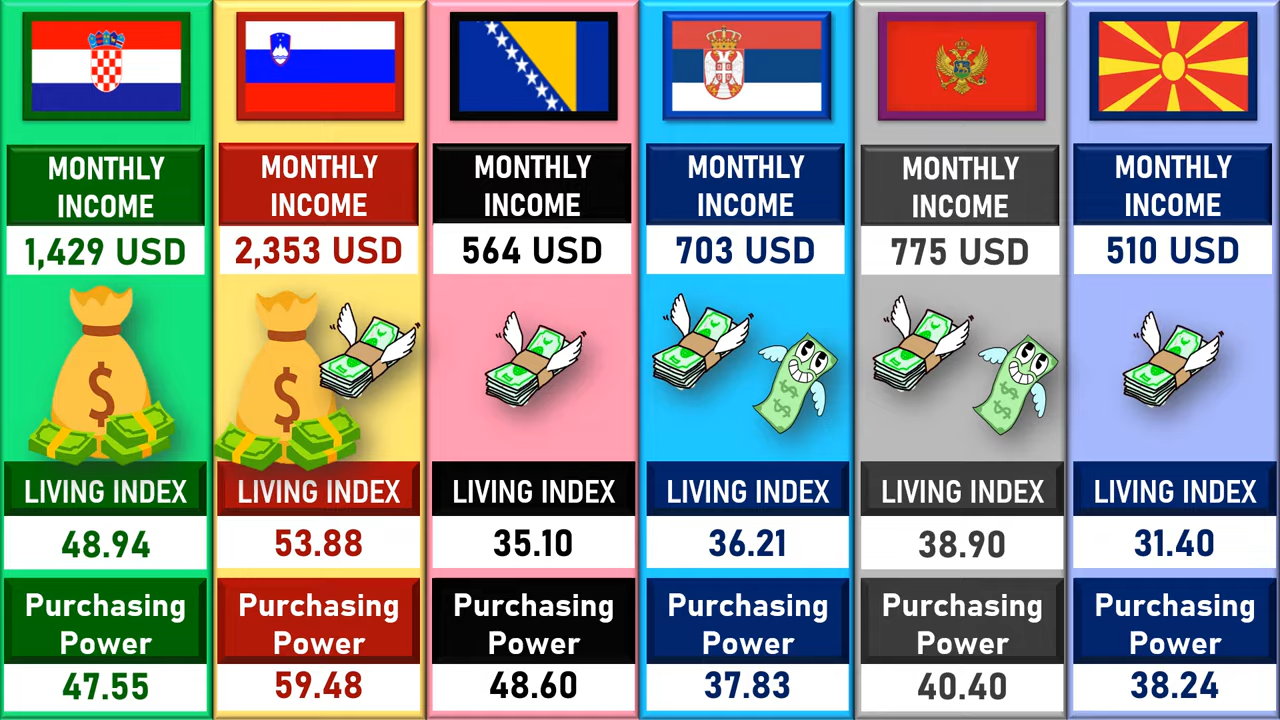 MONTHLY
INCOME
1,429 USD
$
LIVING INDEX
48.94
Purchasing
Power
47.55
MONTHLY
INCOME
2,353 USD
$
LIVING INDEX
53.88
Purchasing
Power
59.48
MONTHLY
INCOME
564 USD
LIVING INDEX
35.10
Purchasing
Power
48.60
MONTHLY
INCOME
703 USD
$
$
LIVING INDEX
36.21
Purchasing
Power
37.83
MONTHLY
INCOME
775 USD
$
$
LIVING INDEX
38.90
Purchasing
Power
40.40
MONTHLY
INCOME
510 USD
LIVING INDEX
31.40
Purchasing
Power
38.24